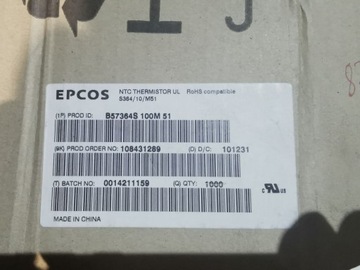 1 J
EPCOS
NTC THERMISTOR UL RoHS compatible
S364/10/M51
(1P) PROD ID: B57364S 100M 51
(9K) PROD ORDER NO: 108431289 (D) D/C: 101231
(T) BATCH NO: 0014211159 (Q) QTY: 1000
MADE IN CHINA